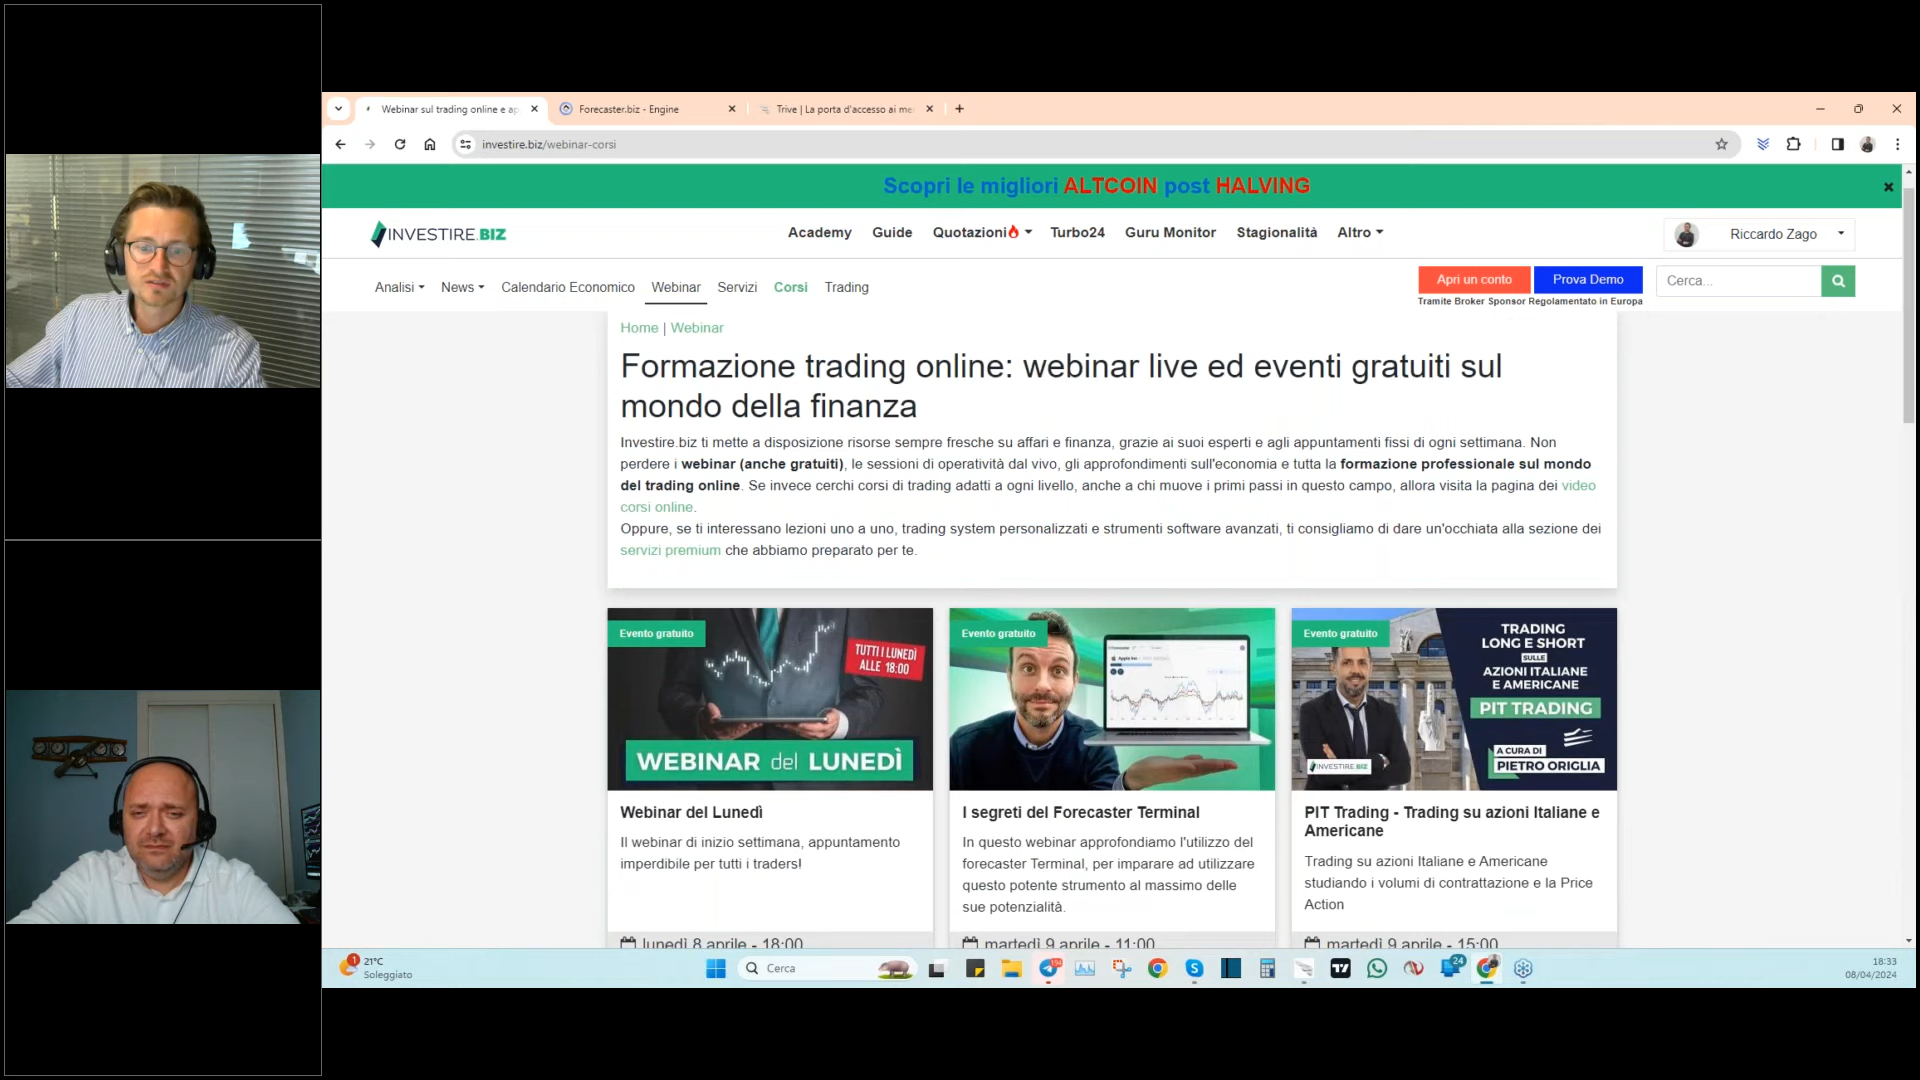 Webinar sul trading online e ap
Forecaster.biz - Engine
Trive | La porta d'accesso ai me
investire.biz/webinar-corsi
Scopri le migliori ALTCOIN post HALVING
INVESTIRE.BIZ
Academy
Guide
Quotazioni
Turbo24
Guru Monitor
Stagionalità
Altro
Riccardo Zago
Analisi
News
Calendario Economico
Webinar
Servizi
Corsi
Trading
Apri un conto
Prova Demo
Tramite Broker Sponsor Regolamentato in Europa
Cerca...
Home | Webinar
Formazione trading online: webinar live ed eventi gratuiti sul
mondo della finanza
Investire.biz ti mette a disposizione risorse sempre fresche su affari e finanza, grazie ai suoi esperti e agli appuntamenti fissi di ogni settimana. Non
perdere i webinar (anche gratuiti), le sessioni di operatività dal vivo, gli approfondimenti sull'economia e tutta la formazione professionale sul mondo
del trading online. Se invece cerchi corsi di trading adatti a ogni livello, anche a chi muove i primi passi in questo campo, allora visita la pagina dei video
corsi online.
Oppure, se ti interessano lezioni uno a uno, trading system personalizzati e strumenti software avanzati, ti consigliamo di dare un'occhiata alla sezione dei
servizi premium che abbiamo preparato per te.
Evento gratuito
TUTTI I LUNEDÌ
ALLE 18:00
WEBINAR del LUNEDÌ
Webinar del Lunedì
Il webinar di inizio settimana, appuntamento
imperdibile per tutti i traders!
lunedì 8 aprile - 18:00
Evento gratuito
I segreti del Forecaster Terminal
In questo webinar approfondiamo l'utilizzo del
forecaster Terminal, per imparare ad utilizzare
questo potente strumento al massimo delle
sue potenzialità.
martedì 9 aprile - 11:00
Evento gratuito
TRADING
LONG E SHORT
SULLE
AZIONI ITALIANE
E AMERICANE
PIT TRADING
A CURA DI
PIETRO ORIGLIA
INVESTIRE.BIZ
PIT Trading - Trading su azioni Italiane e
Americane
Trading su azioni Italiane e Americane
studiando i volumi di contrattazione e la Price
Action
martedì 9 aprile - 15:00
1
21°C
Soleggiato
Cerca
24
18:33
08/04/2024